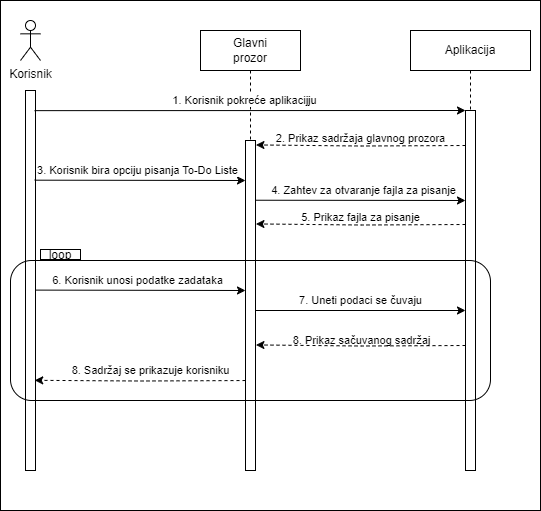 Korisnik
Glavni
prozor
Aplikacija
1. Korisnik pokreće aplikacijju
2. Prikaz sadržaja glavnog prozora
3. Korisnik bira opciju pisanja To-Do Liste
4. Zahtev za otvaranje fajla za pisanje
5. Prikaz fajla za pisanje
loop
6. Korisnik unosi podatke zadataka
7. Uneti podaci se čuvaju
8. Prikaz sačuvanog sadržaj
8. Sadržaj se prikazuje korisniku